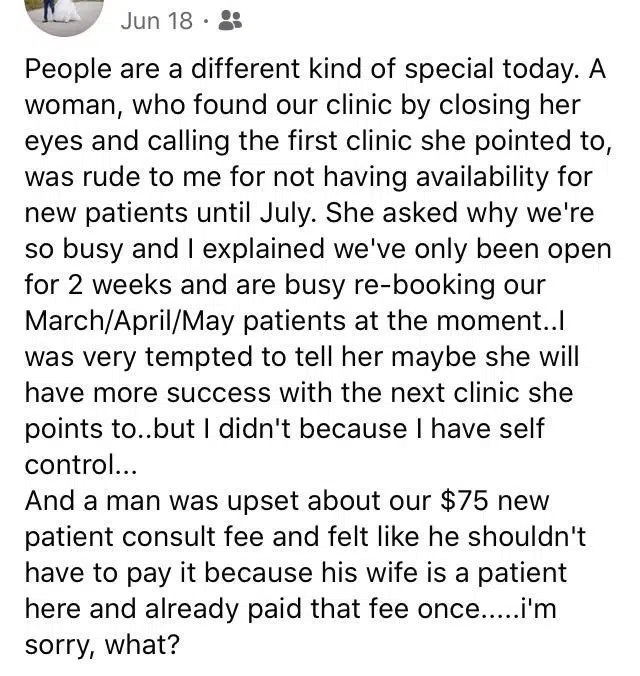 Jun 18 ·
People are a different kind of special today. A
woman, who found our clinic by closing her
eyes and calling the first clinic she pointed to,
was rude to me for not having availability for
new patients until July. She asked why we're
so busy and I explained we've only been open
for 2 weeks and are busy re-booking our
March/April/May patients at the moment..I
was very tempted to tell her maybe she will
have more success with the next clinic she
points to..but I didn't because I have self
control...
And a man was upset about our $75 new
patient consult fee and felt like he shouldn't
have to pay it because his wife is a patient
here and already paid that fee once.....i'm
sorry, what?